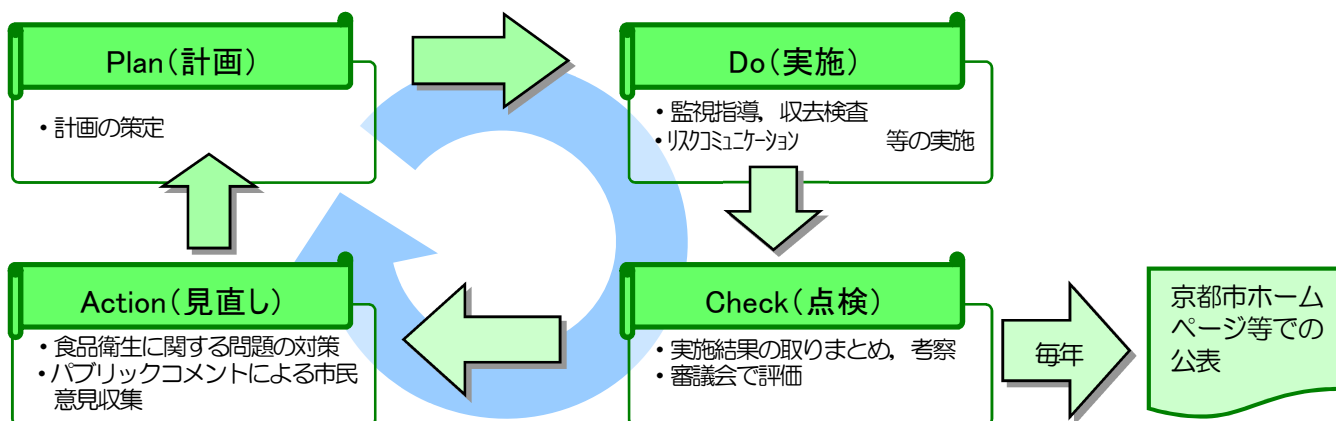 Plan(計画)
・計画の策定
Do(実施)
・監視指導,収去検査
・ﾘｽｸｺﾐｭﾆｹｰｼｮﾝ 等の実施
Action(見直し)
・食品衛生に関する問題の対策
・パブリックコメントによる市民
意見収集
Check(点検)
・実施結果の取りまとめ,考察
・審議会で評価
毎年
京都市ホーム
ページ等での
公表